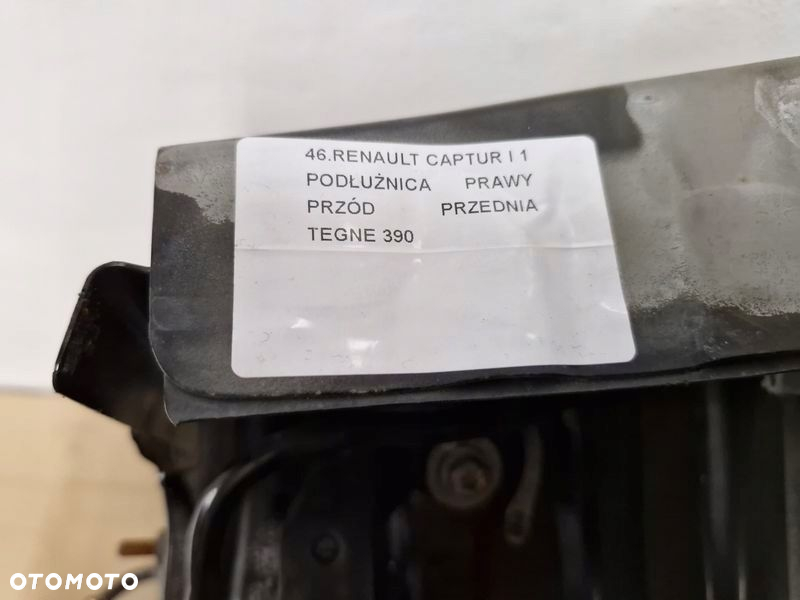 46.RENAULT CAPTUR I 1
PODŁUŻNICA PRAWY
PRZÓD PRZEDNIA
TEGNE 390
OTOMOTO